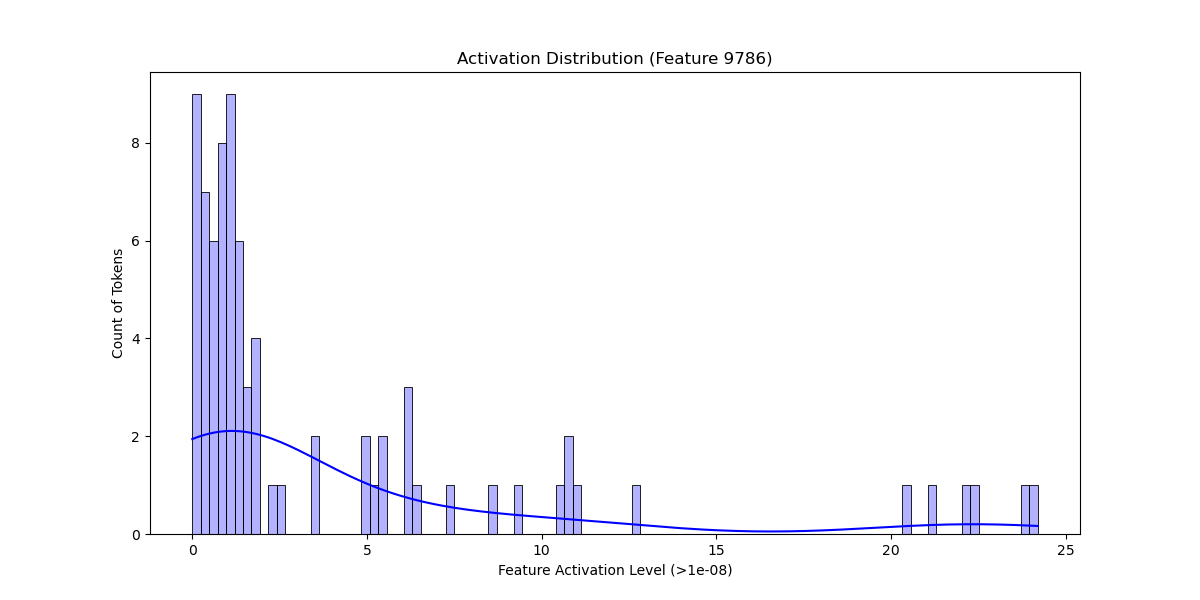 Activation Distribution (Feature 9786)
Count of Tokens
8
6
4
2
0
0 5 10 15 20 25
Feature Activation Level (>1e-08)